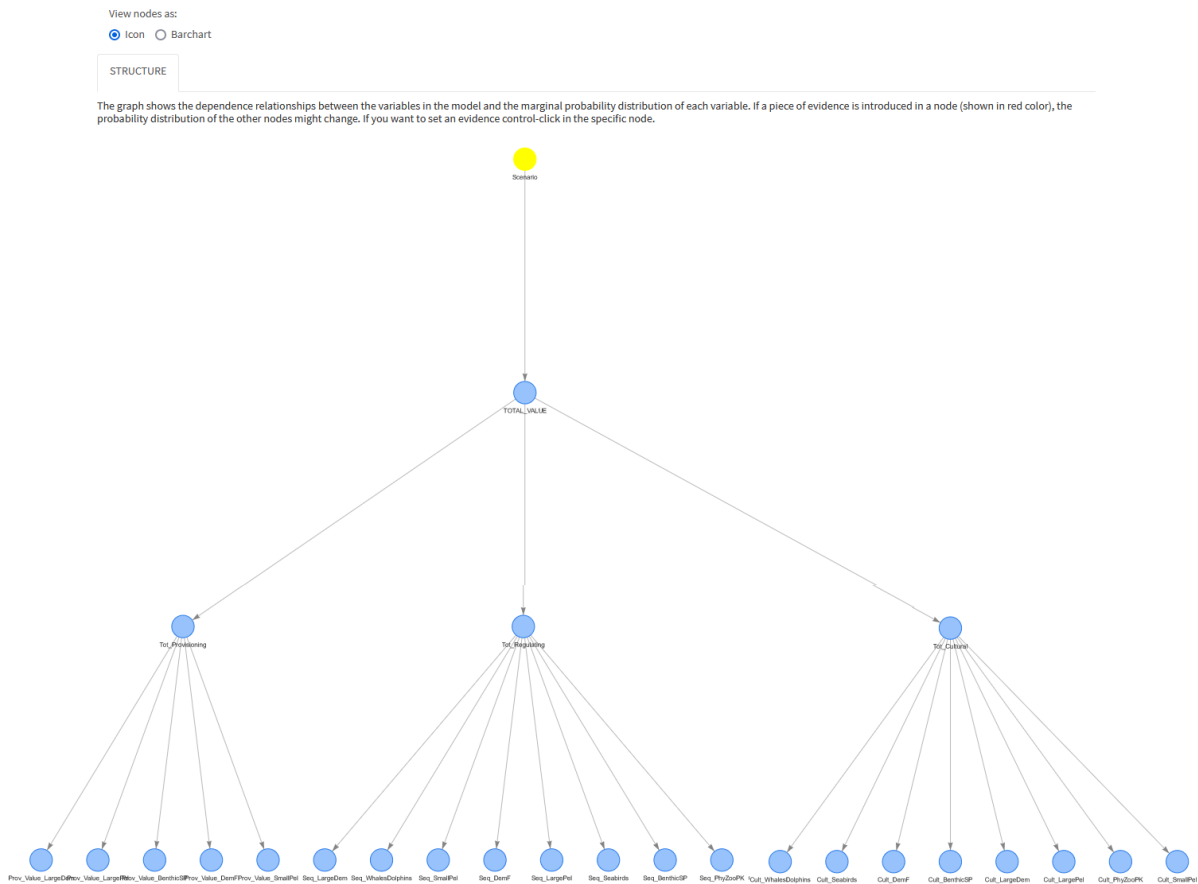 View nodes as:
Icon Barchart
STRUCTURE
The graph shows the dependence relationships between the variables in the model and the marginal probability distribution of each variable. If a piece of evidence is introduced in a node (shown in red color), the
probability distribution of the other nodes might change. If you want to set an evidence control-click in the specific node.
Scenario
TOTAL_VALUE
Tot_Provisioning Tot_Regulating Tot_Cultural
Prov_Value_LargeDem Prov_Value_LargePel Prov_Value_BenthicSP Prov_Value_DemF Prov_Value_SmallPel Seq_LargeDem Seq_WhalesDolphins Seq_SmallPel Seq_DemF Seq_LargePel Seq_Seabirds Seq_BenthicSP Seq_PhyZooPK Cult_WhalesDolphins Cult_Seabirds Cult_DemF Cult_BenthicSP Cult_LargeDem Cult_LargePel Cult_PhyZooPK Cult_SmallPel